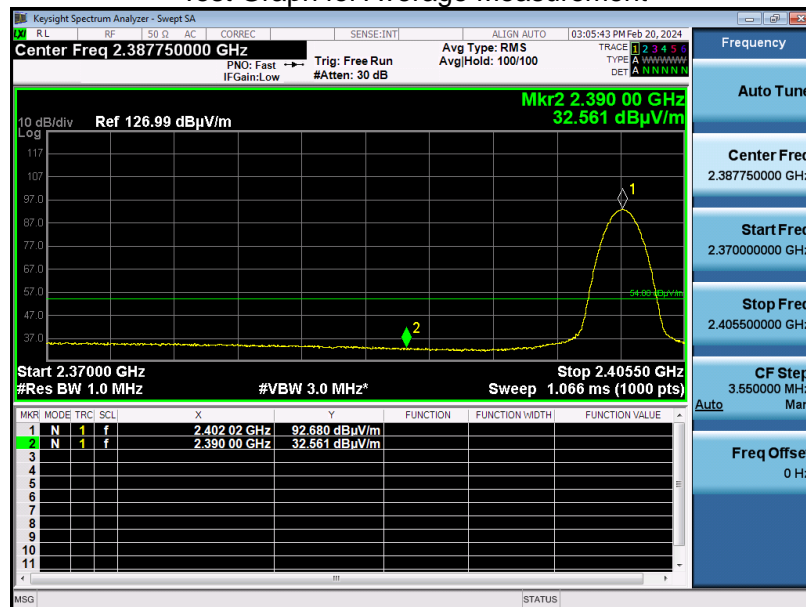 Test Graph for Average Measurement
Keysight Spectrum Analyzer - Swept SA
LXI RL RF 50 Ω AC CORREC SENSE:INT ALIGN AUTO 03:05:43 PM Feb 20, 2024
Center Freq 2.387750000 GHz
PNO: Fast
IFGain:Low
Trig: Free Run
#Atten: 30 dB
Avg Type: RMS
Avg|Hold: 100/100
TRACE 1 2 3 4 5 6
TYPE A WWWWW
DET A N N N N N
Mkr2 2.390 00 GHz
32.561 dBµV/m
10 dB/div Ref 126.99 dBµV/m
Log
117
107
97.0
87.0
77.0
67.0
57.0
47.0
37.0
1
54.00 dBµV/m
2
Start 2.37000 GHz Stop 2.40550 GHz
#Res BW 1.0 MHz #VBW 3.0 MHz* Sweep 1.066 ms (1000 pts)
MKR MODE TRC SCL X Y FUNCTION FUNCTION WIDTH FUNCTION VALUE
1 N 1 f 2.402 02 GHz 92.680 dBµV/m
2 N 1 f 2.390 00 GHz 32.561 dBµV/m
3
4
5
6
7
8
9
10
11
MSG STATUS
Frequency
Auto Tune
Center Freq
2.387750000 GHz
Start Freq
2.370000000 GHz
Stop Freq
2.405500000 GHz
CF Step
3.550000 MHz
Auto Man
Freq Offset
0 Hz